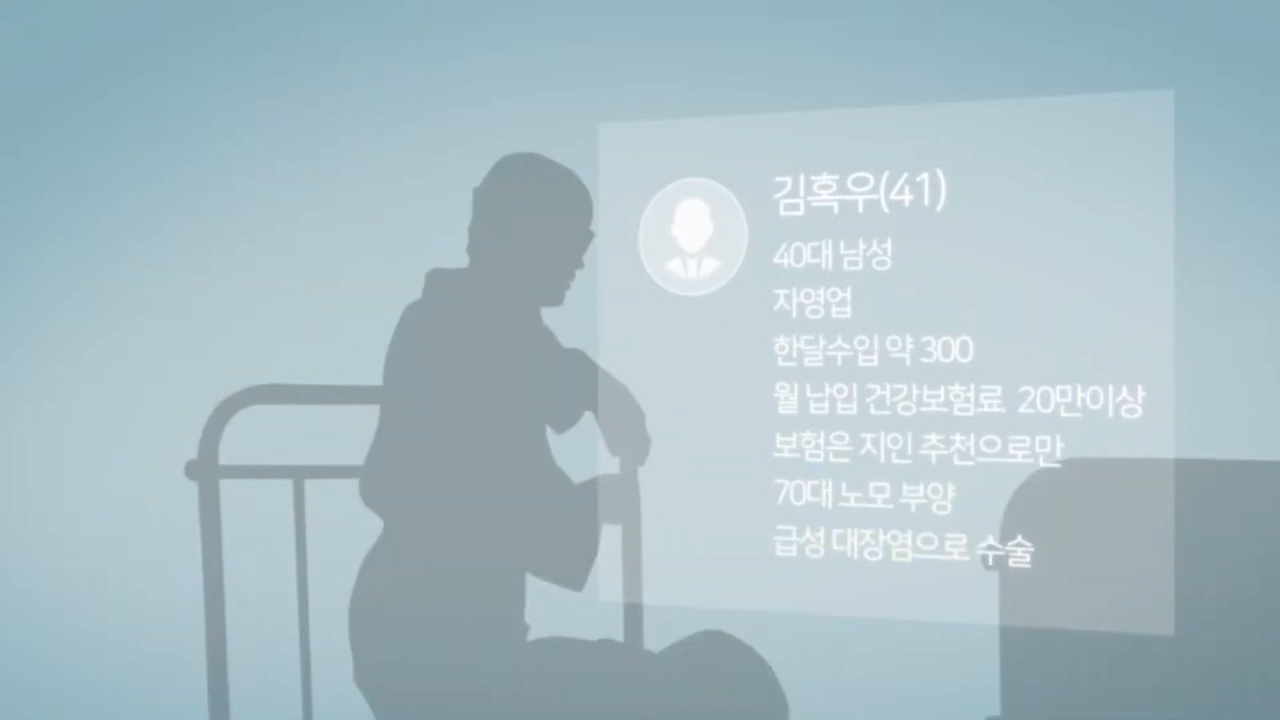 김혹우(41)
40대 남성
자영업
한달수입 약 300
월 납입 건강보험료 20만이상
보험은 지인 추천으로만
70대 노모 부양
급성 대장염으로 수술